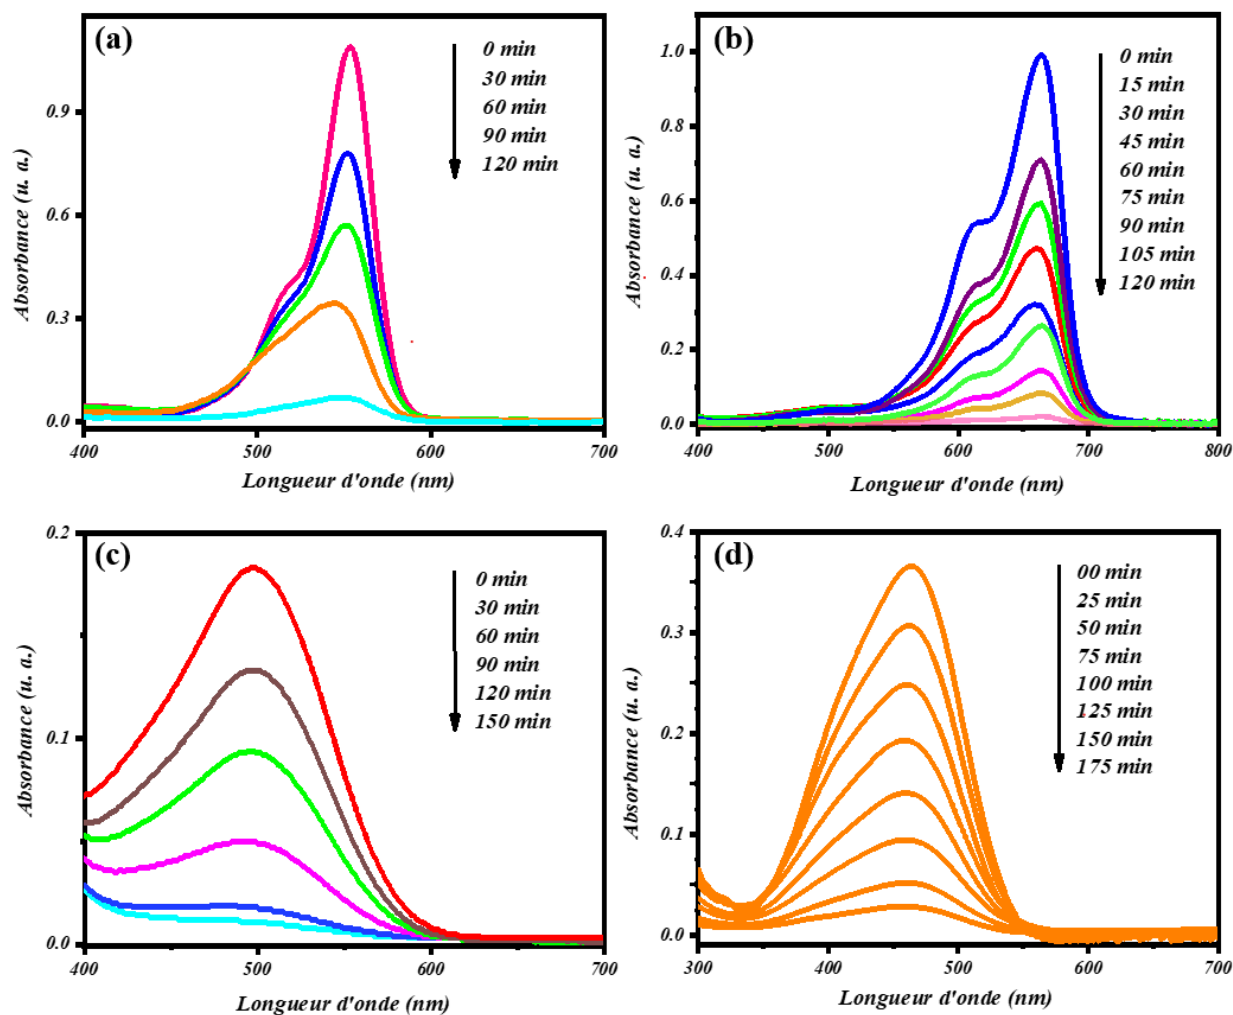 (a)
0 min
30 min
60 min
90 min
120 min
0.9
0.6
0.3
0.0
400
500
600
700
Absorbance (u. a.)
Longueur d'onde (nm)
(b)
0 min
15 min
30 min
45 min
60 min
75 min
90 min
105 min
120 min
1.0
0.8
0.6
0.4
0.2
0.0
400
500
600
700
800
Absorbance (u. a.)
Longueur d'onde (nm)
(c)
0 min
30 min
60 min
90 min
120 min
150 min
0.2
0.1
0.0
400
500
600
700
Absorbance (u. a.)
Longueur d'onde (nm)
(d)
00 min
25 min
50 min
75 min
100 min
125 min
150 min
175 min
0.4
0.3
0.2
0.1
0.0
300
400
500
600
700
Absorbance (u. a.)
Longueur d'onde (nm)